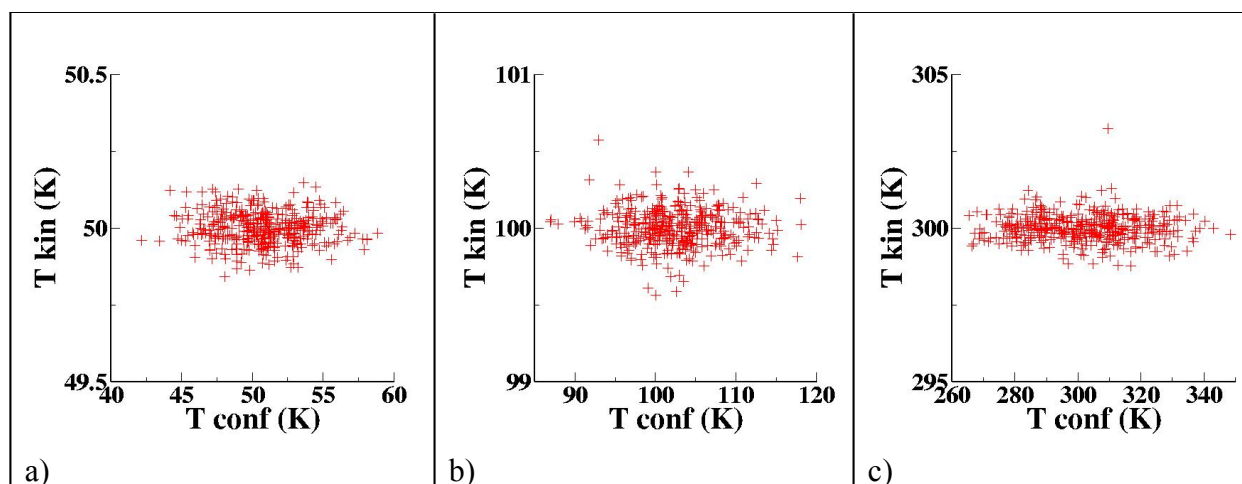 50.5
50
49.5
T kin (K)
40 45 50 55 60
T conf (K)
a)
101
100
99
T kin (K)
90 100 110 120
T conf (K)
b)
305
300
295
T kin (K)
260 280 300 320 340
T conf (K)
c)